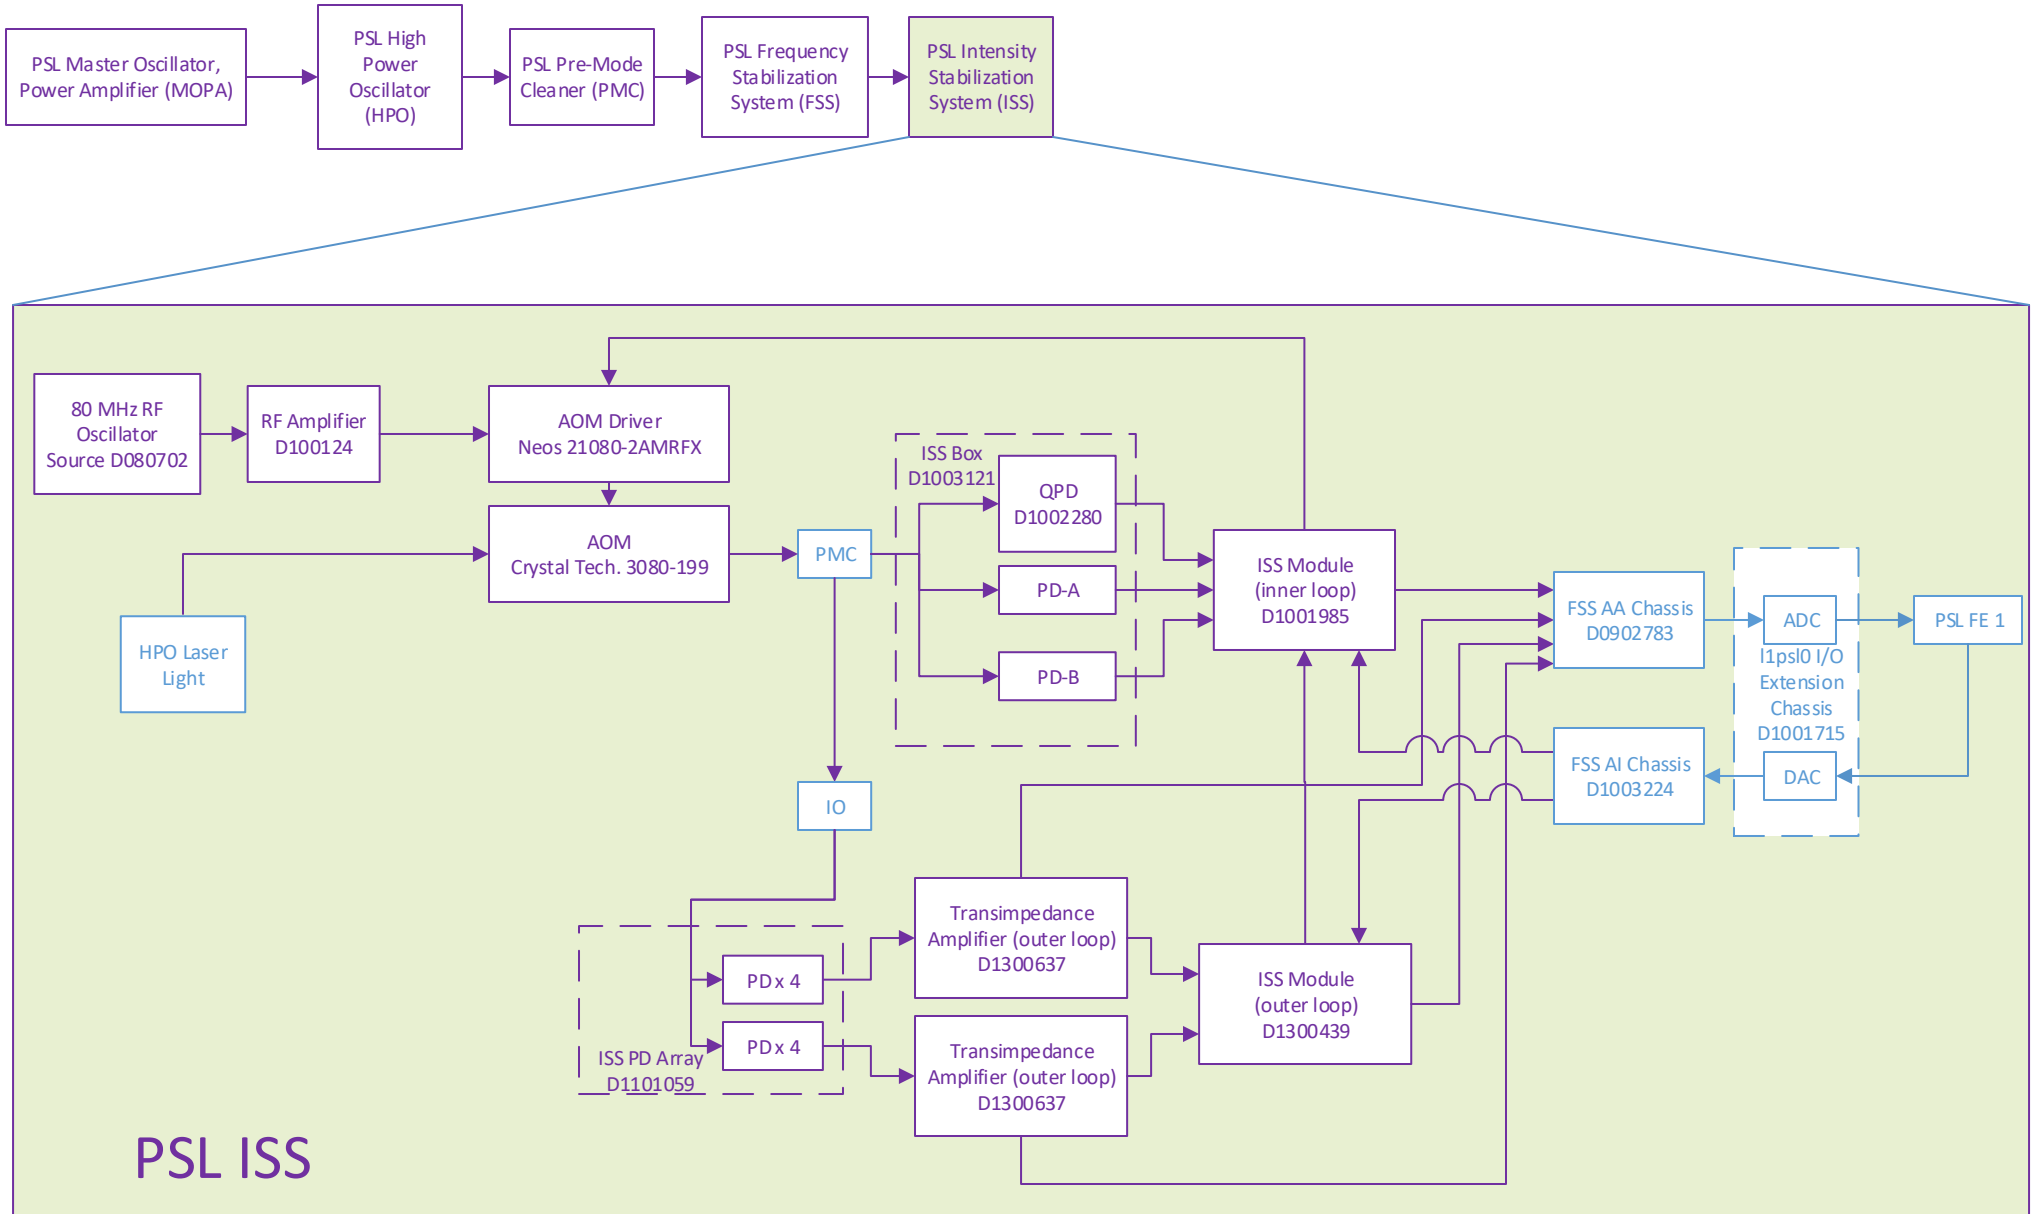 PSL Master Oscillator,
Power Amplifier (MOPA)
PSL High
Power
Oscillator
(HPO)
PSL Pre-Mode
Cleaner (PMC)
PSL Frequency
Stabilization
System (FSS)
PSL Intensity
Stabilization
System (ISS)
80 MHz RF
Oscillator
Source D080702
RF Amplifier
D100124
AOM Driver
Neos 21080-2AMRFX
AOM
Crystal Tech. 3080-199
HPO Laser
Light
PMC
IO
ISS Box
D1003121
QPD
D1002280
PD-A
PD-B
ISS Module
(inner loop)
D1001985
FSS AA Chassis
D0902783
ADC
l1psl0 I/O
Extension
Chassis
D1001715
DAC
PSL FE 1
FSS AI Chassis
D1003224
PD x 4
PD x 4
ISS PD Array
D1101059
Transimpedance
Amplifier (outer loop)
D1300637
Transimpedance
Amplifier (outer loop)
D1300637
ISS Module
(outer loop)
D1300439
PSL ISS